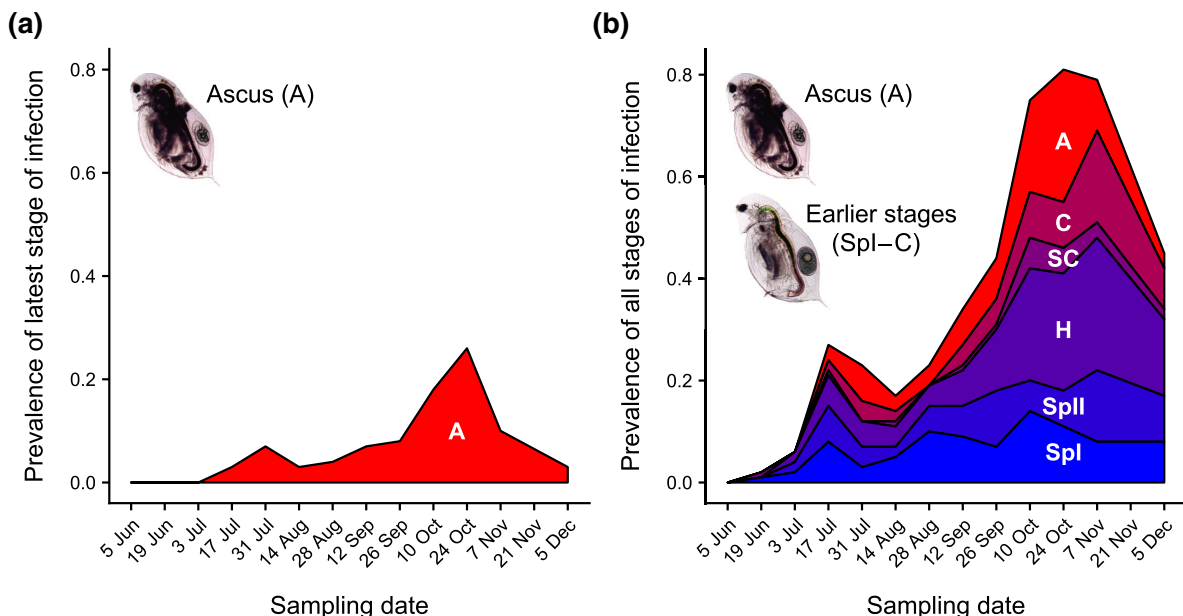 (a)
Prevalence of latest stage of infection
0.8
0.6
0.4
0.2
0.0
Ascus (A)
A
5 Jun
19 Jun
3 Jul
17 Jul
31 Jul
14 Aug
28 Aug
12 Sep
26 Sep
10 Oct
24 Oct
7 Nov
21 Nov
5 Dec
Sampling date
(b)
Prevalence of all stages of infection
0.8
0.6
0.4
0.2
0.0
Ascus (A)
Earlier stages
(SpI–C)
A
C
SC
H
SpII
SpI
5 Jun
19 Jun
3 Jul
17 Jul
31 Jul
14 Aug
28 Aug
12 Sep
26 Sep
10 Oct
24 Oct
7 Nov
21 Nov
5 Dec
Sampling date